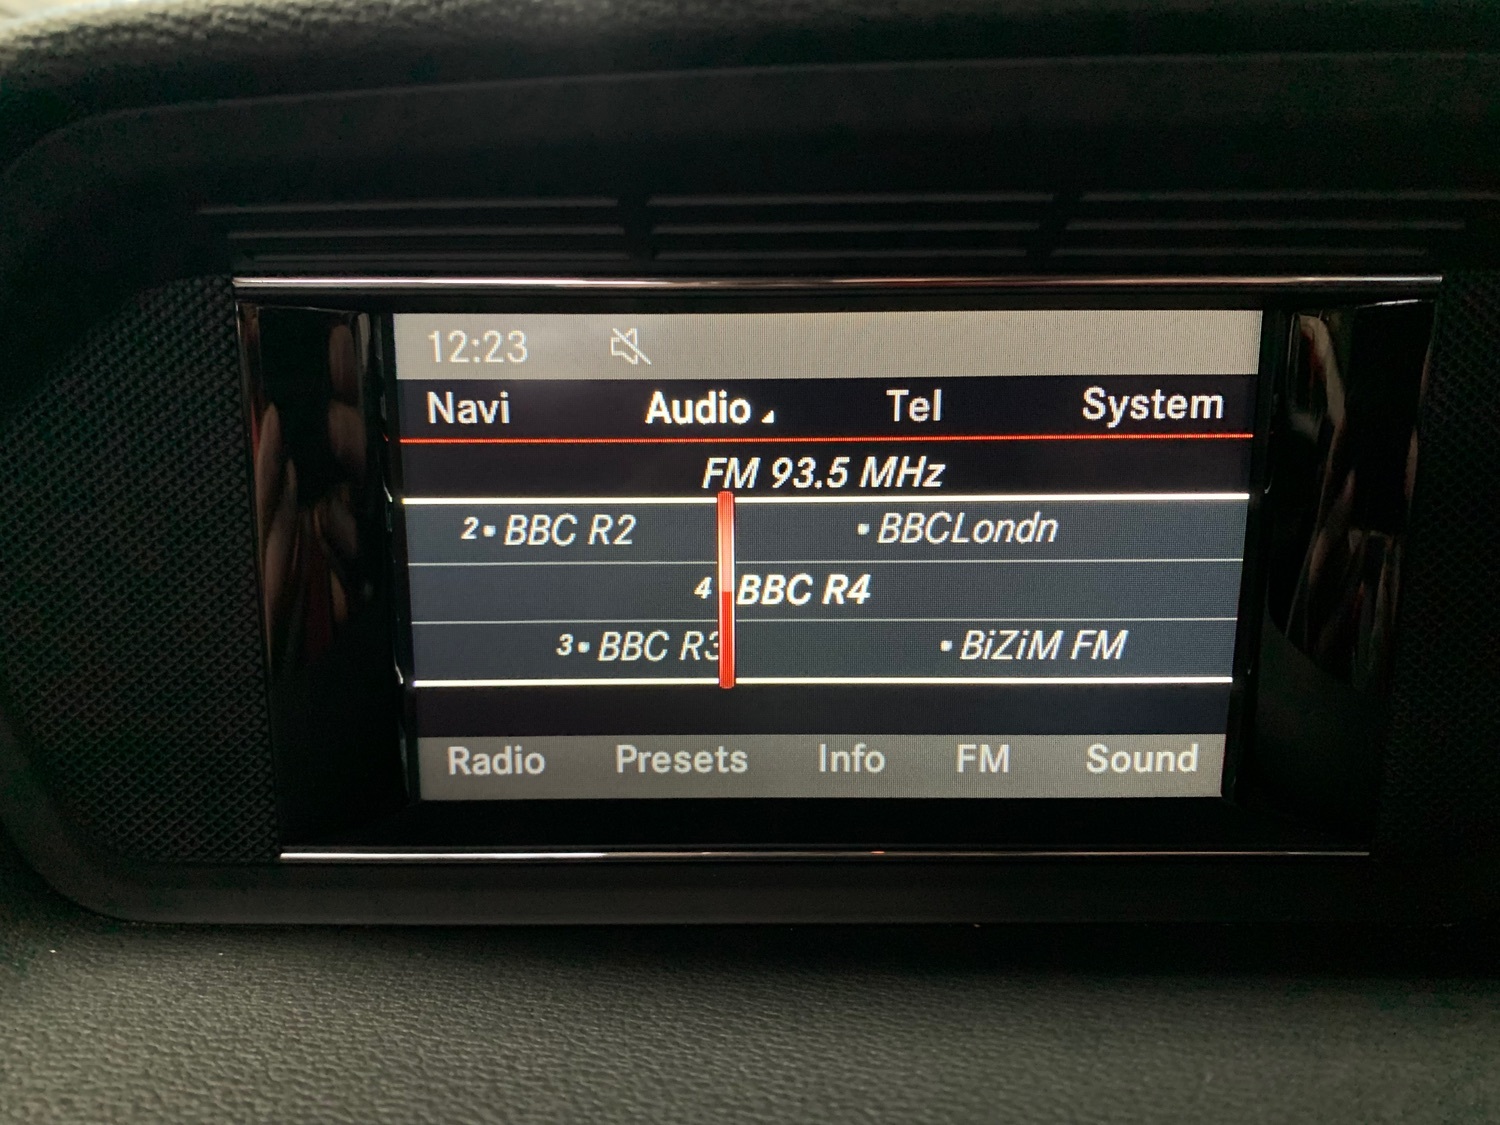 12:23
Navi Audio Tel System
FM 93.5 MHz
2• BBC R2 • BBCLondn
4 BBC R4
3• BBC R3 • BiZiM FM
Radio Presets Info FM Sound